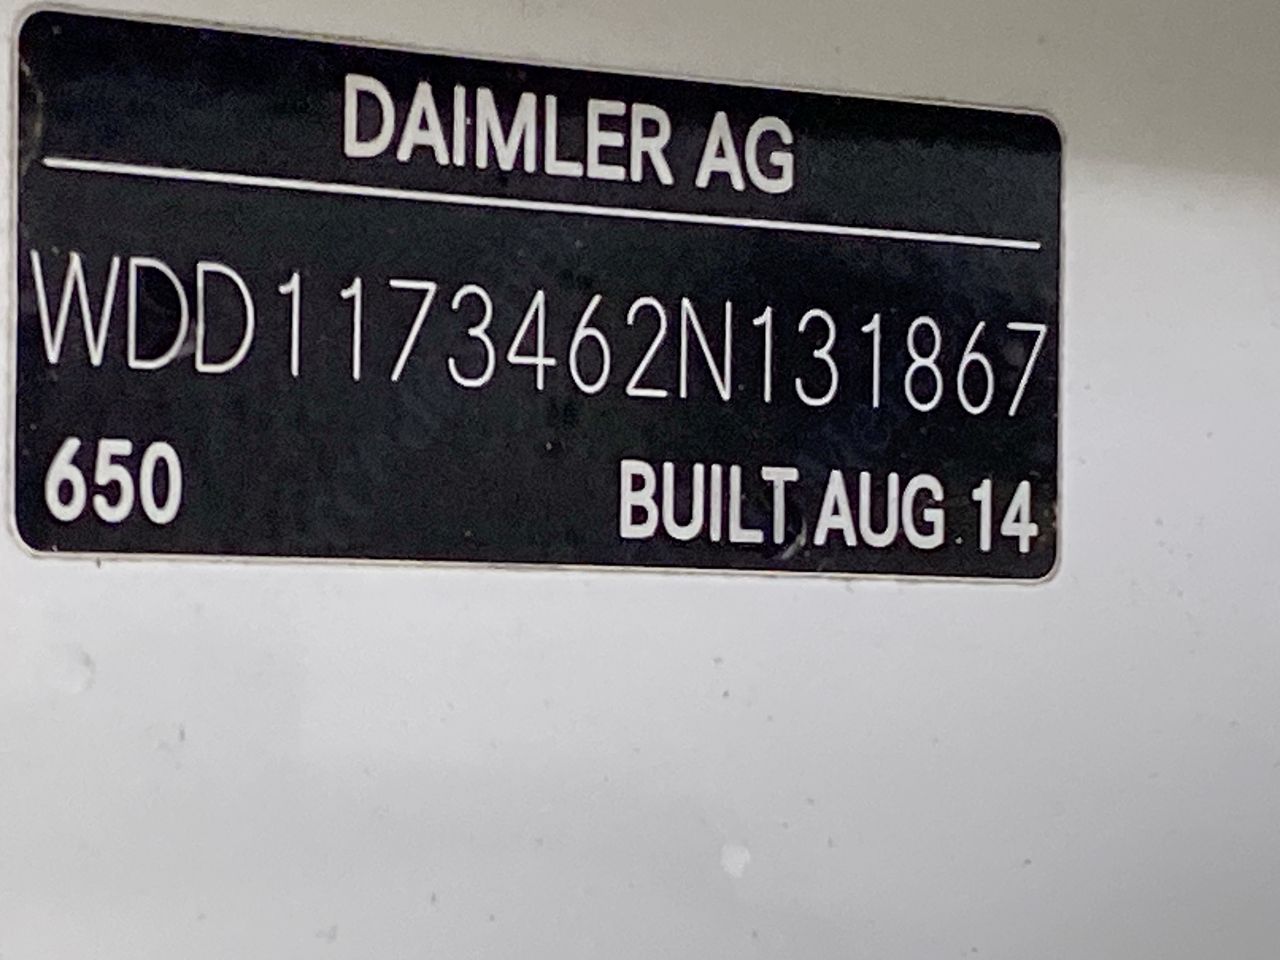 DAIMLER AG
WDD1173462N131867
650 BUILT AUG 14